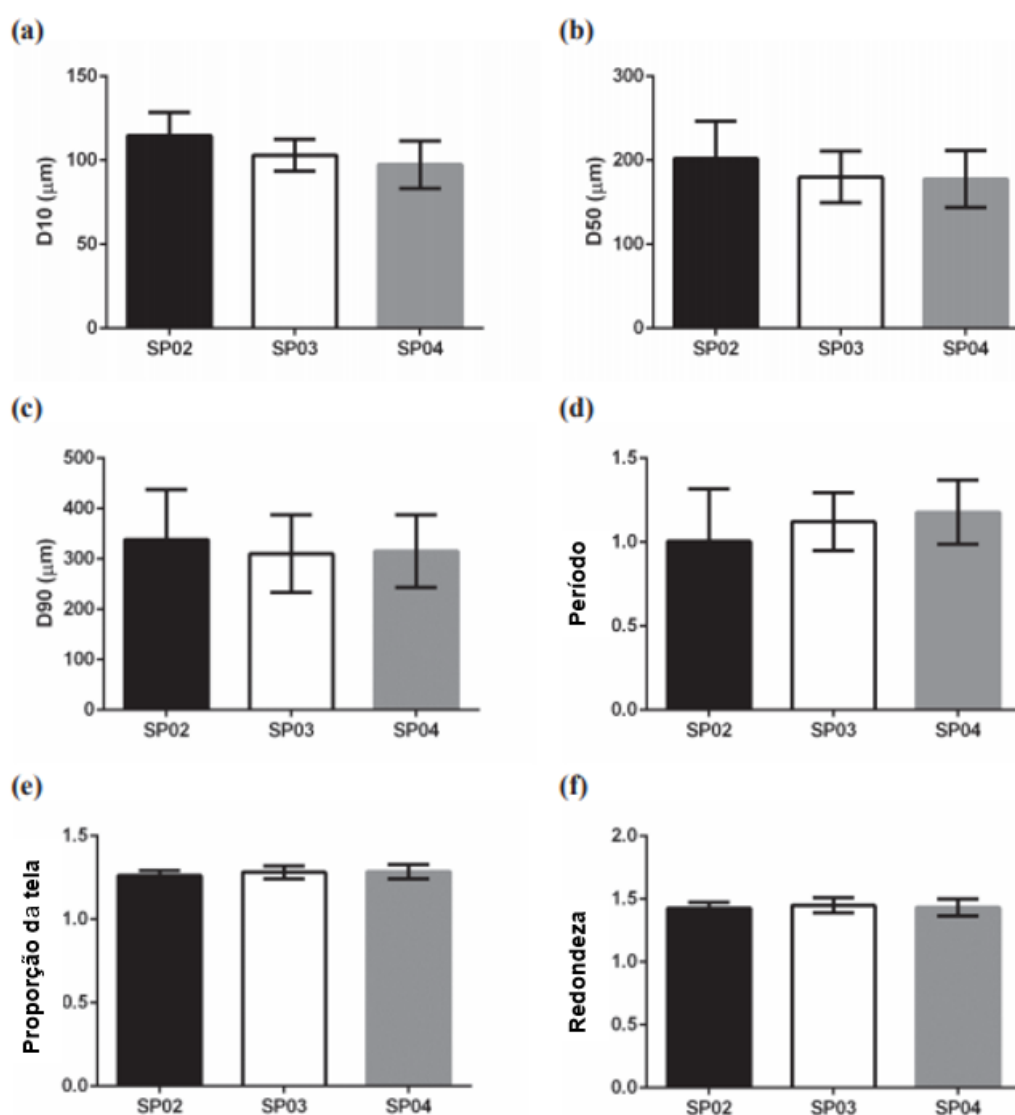 (a)
150
100
50
0
D10 (µm)
SP02 SP03 SP04
(b)
300
200
100
0
D50 (µm)
SP02 SP03 SP04
(c)
500
400
300
200
100
0
D90 (µm)
SP02 SP03 SP04
(d)
1.5
1.0
0.5
0.0
Período
SP02 SP03 SP04
(e)
1.5
1.0
0.5
0.0
Proporção da tela
SP02 SP03 SP04
(f)
2.0
1.5
1.0
0.5
0.0
Redondeza
SP02 SP03 SP04